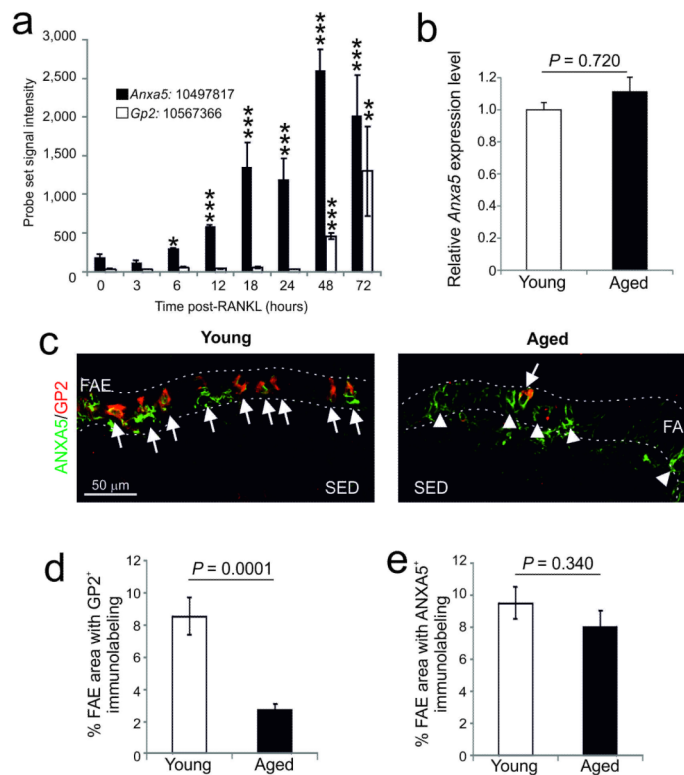 a
3,000
2,500
2,000
1,500
1,000
500
0
Probe set signal intensity
Anxa5: 10497817
Gp2: 10567366
*
***
***
***
***
***
***
**
0 3 6 12 18 24 48 72
Time post-RANKL (hours)
b
P = 0.720
1.2
1.0
0.8
0.6
0.4
0.2
0
Relative Anxa5 expression level
Young Aged
c
Young Aged
ANXA5/GP2
FAE
50 µm
SED
FA
SED
d
P = 0.0001
12
10
8
6
4
2
0
% FAE area with GP2+
immunolabeling
Young Aged
e
P = 0.340
12
10
8
6
4
2
0
% FAE area with ANXA5+
immunolabeling
Young Aged